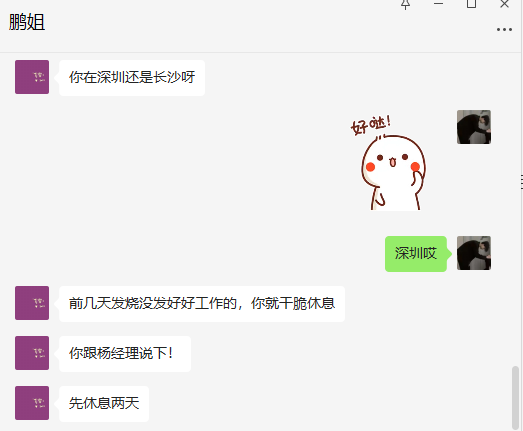 鹏姐
你在深圳还是长沙呀
好哒!
深圳哎
前几天发烧没发好好工作的，你就干脆休息
你跟杨经理说下！
先休息两天